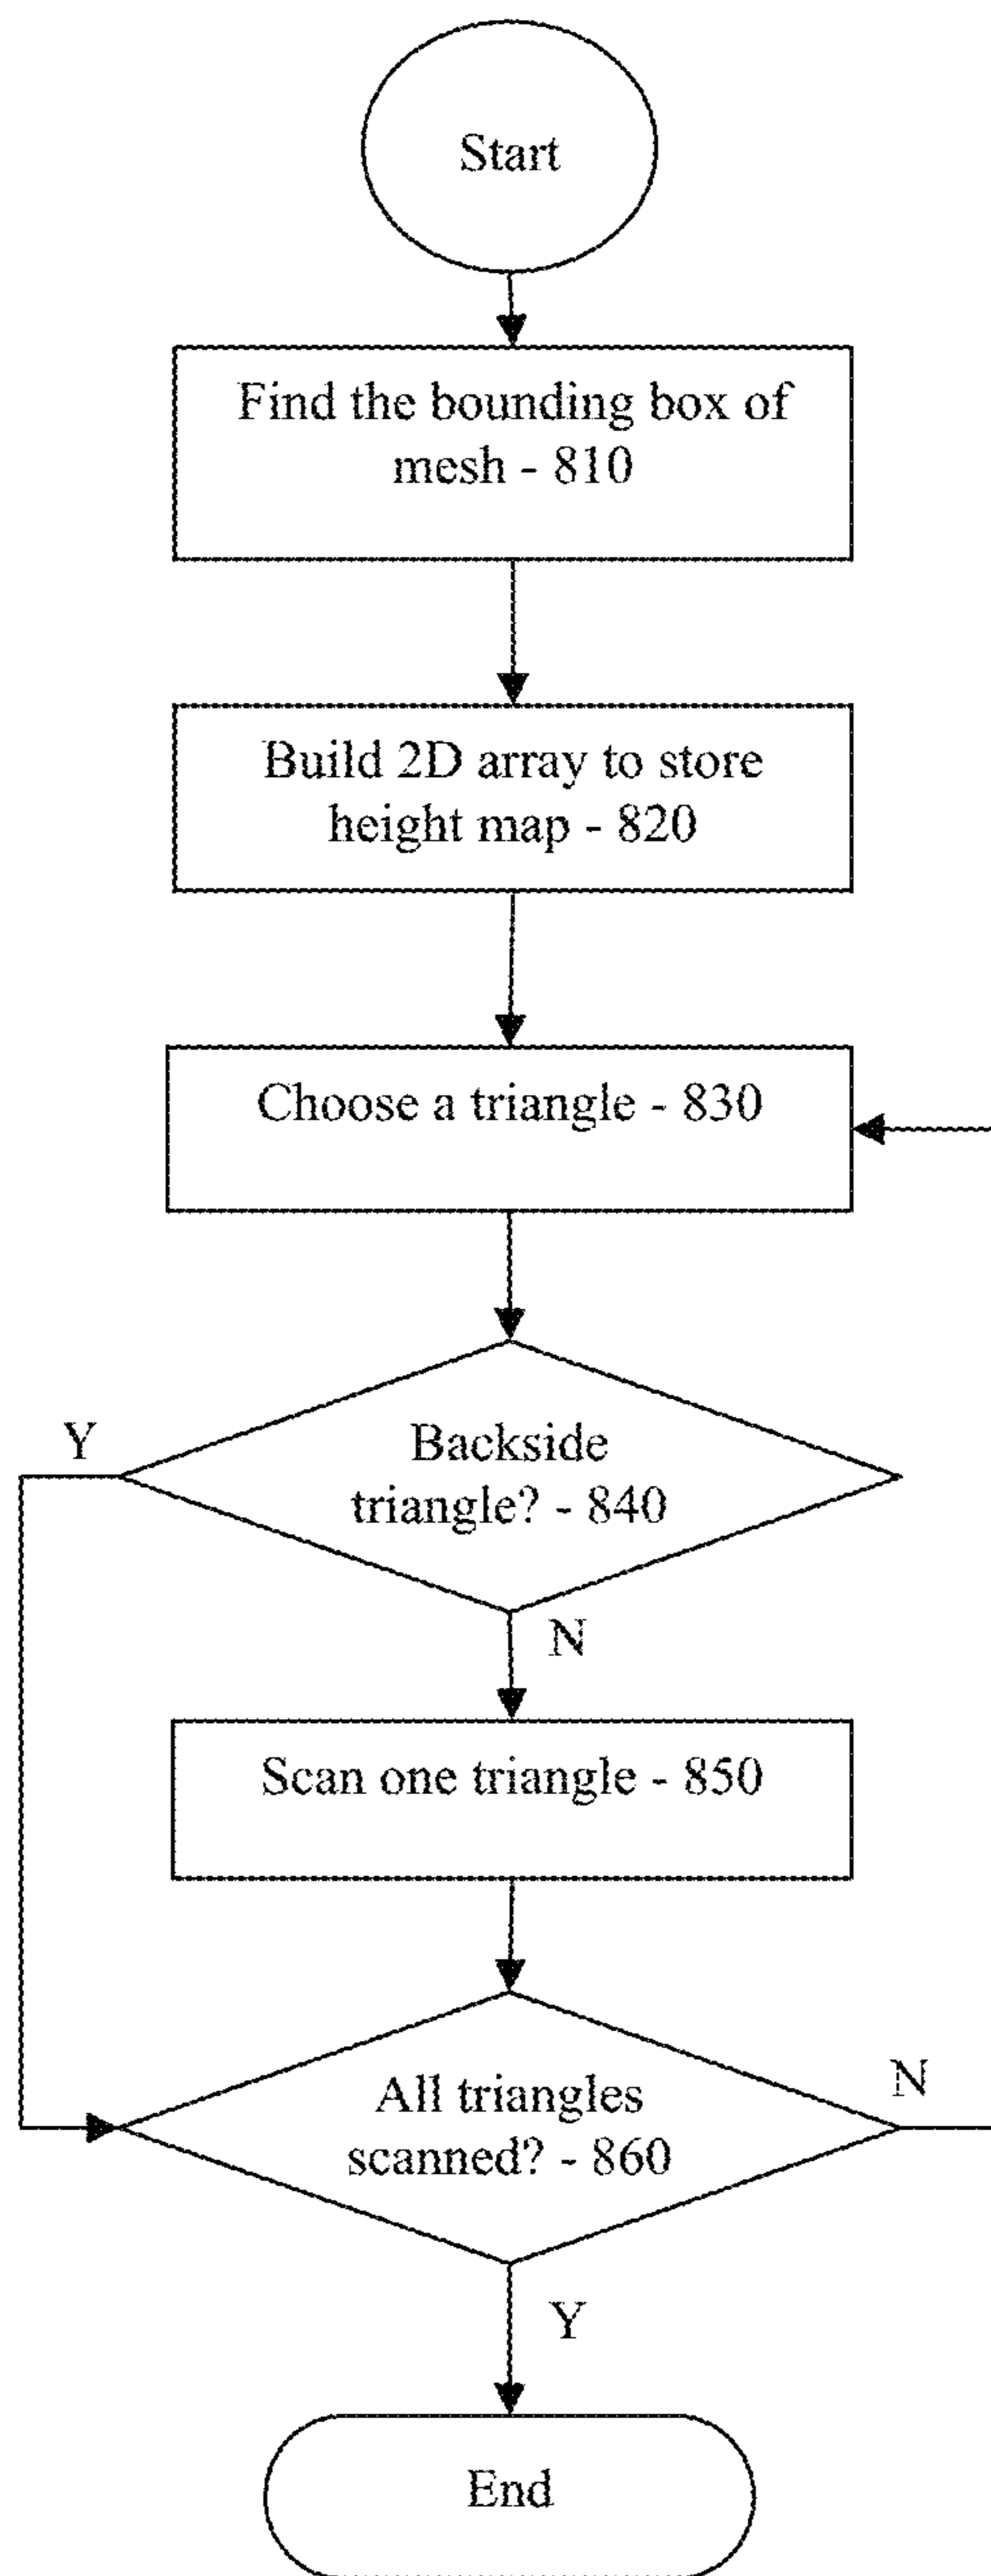 Start
Find the bounding box of
mesh - 810
Build 2D array to store
height map - 820
Choose a triangle - 830
Y
Backside
triangle? - 840
N
Scan one triangle - 850
N
All triangles
scanned? - 860
Y
End